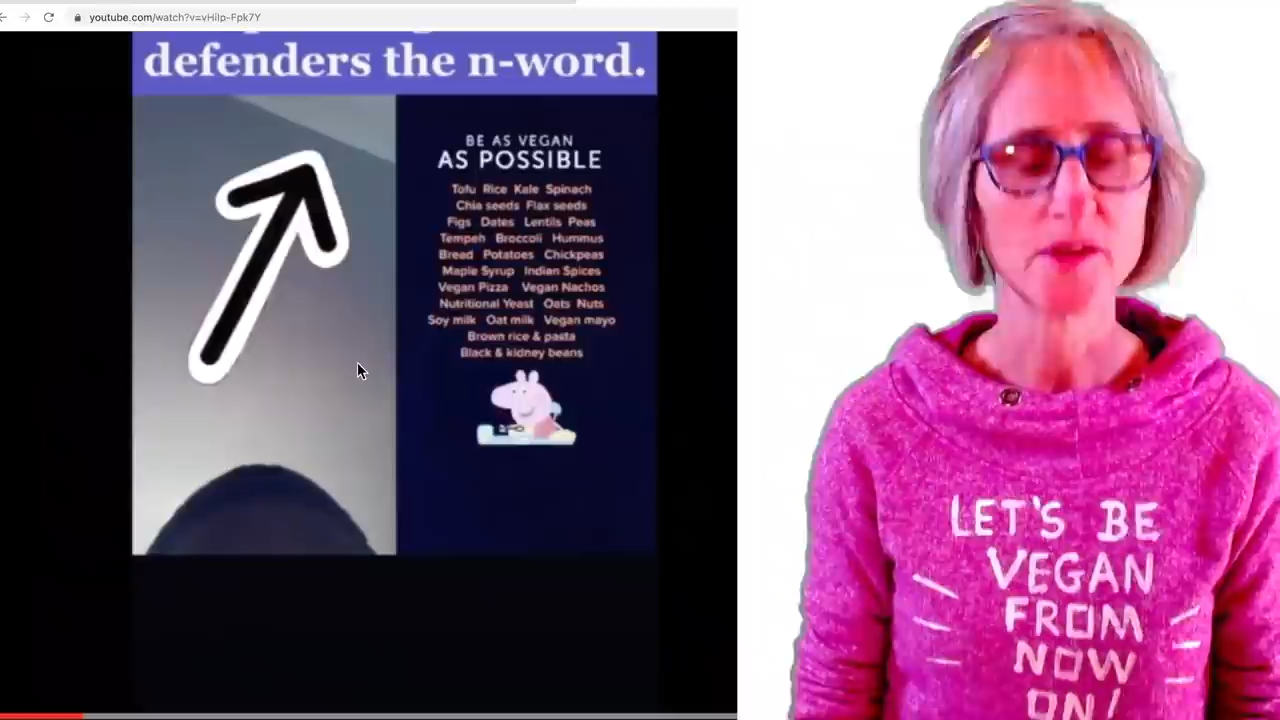 youtube.com/watch?v=vHilp-Fpk7Y
defenders the n-word.
BE AS VEGAN
AS POSSIBLE
Tofu Rice Kale Spinach
Chia seeds Flax seeds
Figs Dates Lentils Peas
Tempeh Broccoli Hummus
Bread Potatoes Chickpeas
Maple Syrup Indian Spices
Vegan Pizza Vegan Nachos
Nutritional Yeast Oats Nuts
Soy milk Oat milk Vegan mayo
Brown rice & pasta
Black & kidney beans
LET'S BE
VEGAN
FROM
NOW
ON!